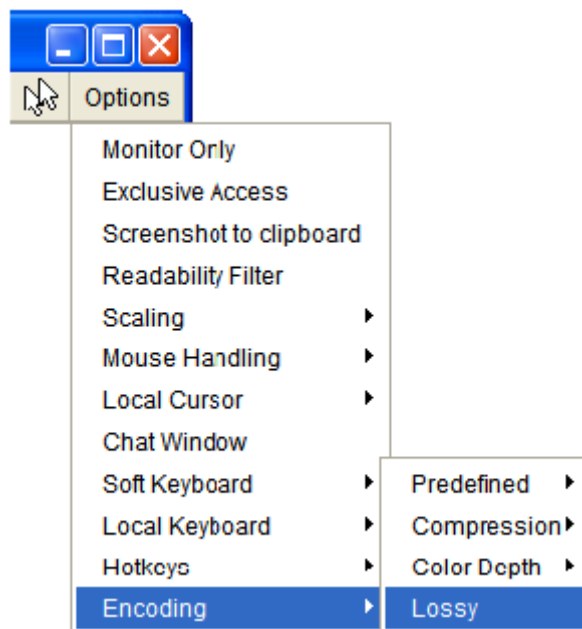 Options
Monitor Only
Exclusive Access
Screenshot to clipboard
Readability Filter
Scaling
Mouse Handling
Local Cursor
Chat Window
Soft Keyboard
Local Keyboard
Hotkeys
Encoding
Predefined
Compression
Color Depth
Lossy